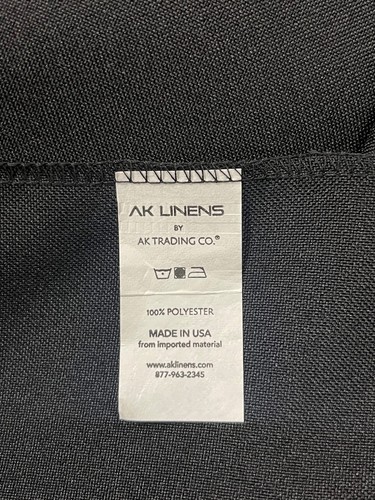 AK LINENS
BY
AK TRADING CO.®
100% POLYESTER
MADE IN USA
from imported material
www.aklinens.com
877-963-2345